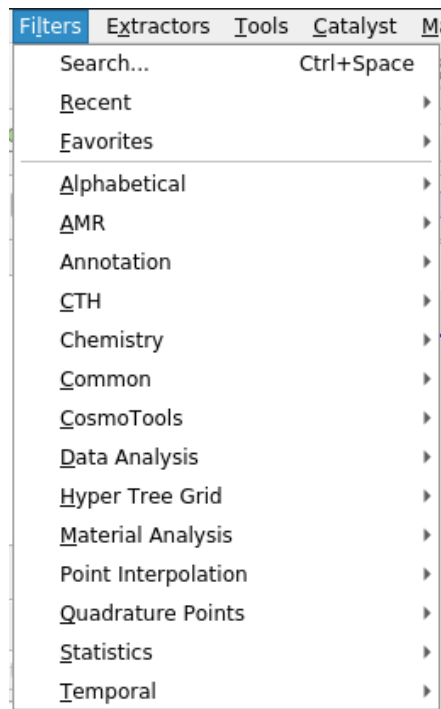 Filters Extractors Tools Catalyst
Search... Ctrl+Space
Recent
Favorites
Alphabetical
AMR
Annotation
CTH
Chemistry
Common
CosmoTools
Data Analysis
Hyper Tree Grid
Material Analysis
Point Interpolation
Quadrature Points
Statistics
Temporal